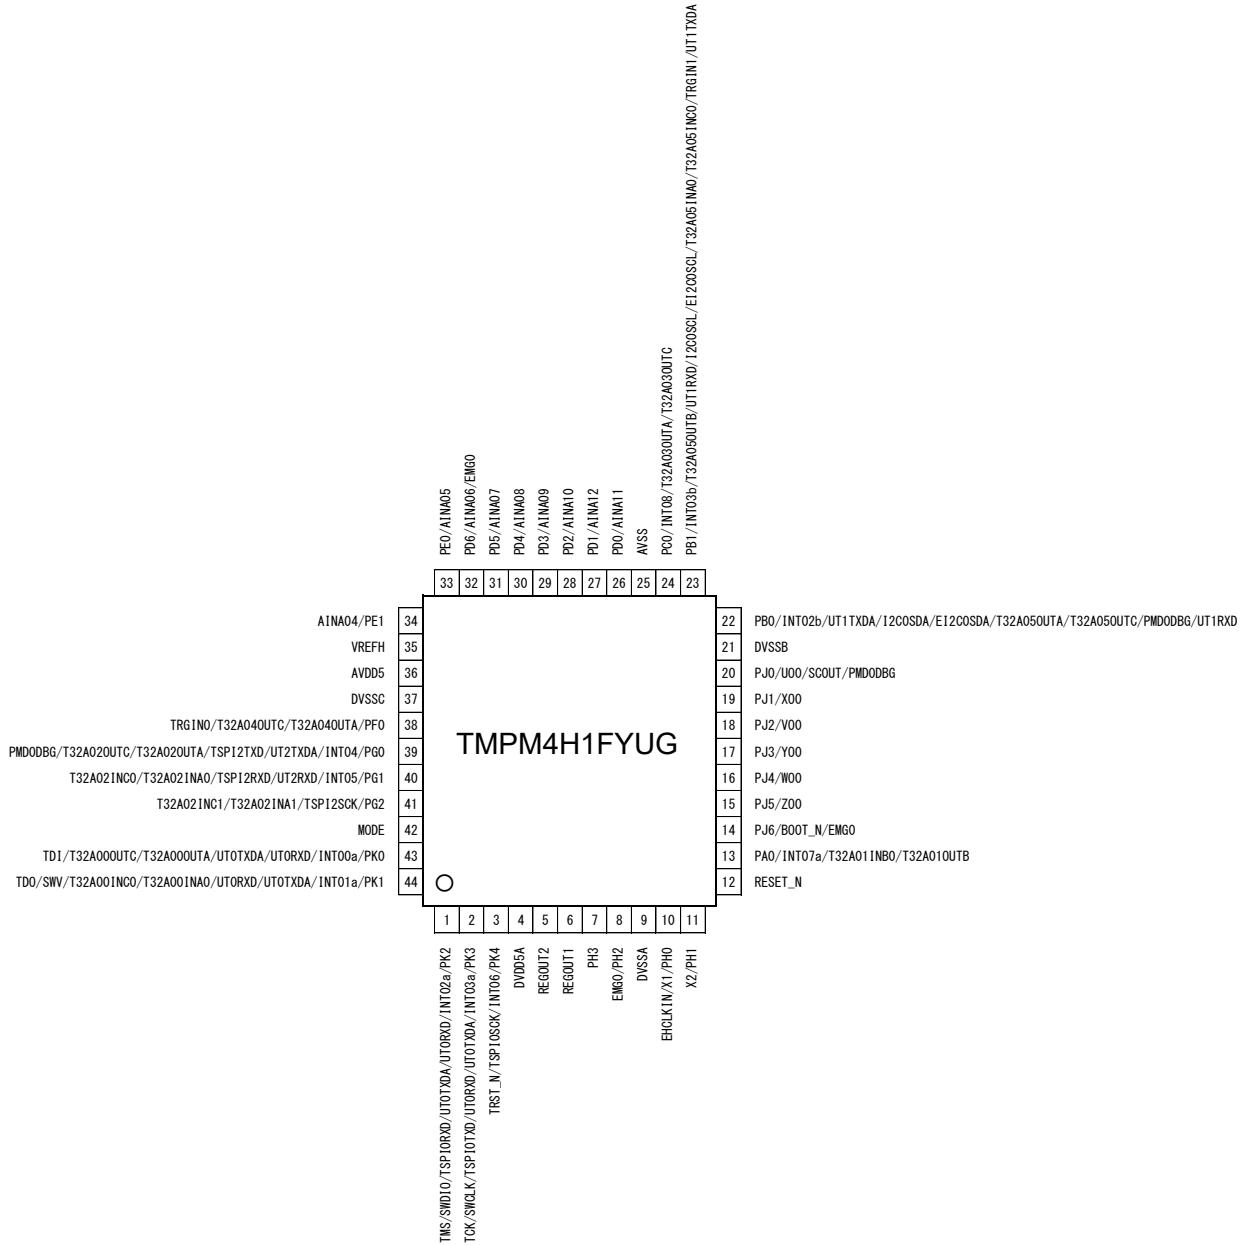 PB1/INT03b/T32A05OUTB/UT1RXD/I2C0SCL/EI2C0SCL/T32A05INA0/T32A05INC0/TRGIN1/UT1TXDA
PC0/INT08/T32A03OUTA/T32A03OUTC
AVSS
PD0/AINA11
PD1/AINA12
PD2/AINA10
PD3/AINA09
PD4/AINA08
PD5/AINA07
PD6/AINA06/EMG0
PE0/AINA05
33 32 31 30 29 28 27 26 25 24 23
AINA04/PE1 34
VREFH 35
AVDD5 36
DVSSC 37
TRGIN0/T32A04OUTC/T32A04OUTA/PF0 38
PMD0DBG/T32A02OUTC/T32A02OUTA/TSPI2TXD/UT2TXDA/INT04/PG0 39
T32A02INC0/T32A02INA0/TSPI2RXD/UT2RXD/INT05/PG1 40
T32A02INC1/T32A02INA1/TSPI2SCK/PG2 41
MODE 42
TDI/T32A00OUTC/T32A00OUTA/UT0TXDA/UT0RXD/INT00a/PK0 43
TDO/SWV/T32A00INC0/T32A00INA0/UT0RXD/UT0TXDA/INT01a/PK1 44
TMPM4H1FYUG
22 PB0/INT02b/UT1TXDA/I2C0SDA/EI2C0SDA/T32A05OUTA/T32A05OUTC/PMD0DBG/UT1RXD
21 DVSSB
20 PJ0/UO0/SCOUT/PMD0DBG
19 PJ1/XO0
18 PJ2/VO0
17 PJ3/YO0
16 PJ4/WO0
15 PJ5/ZO0
14 PJ6/BOOT_N/EMG0
13 PA0/INT07a/T32A01INB0/T32A01OUTB
12 RESET_N
1 2 3 4 5 6 7 8 9 10 11
TMS/SWDIO/TSPI0RXD/UT0TXDA/UT0RXD/INT02a/PK2
TCK/SWCLK/TSPI0TXD/UT0RXD/UT0TXDA/INT03a/PK3
TRST_N/TSPI0SCK/INT06/PK4
DVDD5A
REGOUT2
REGOUT1
PH3
EMG0/PH2
DVSSA
EHCLKIN/X1/PH0
X2/PH1